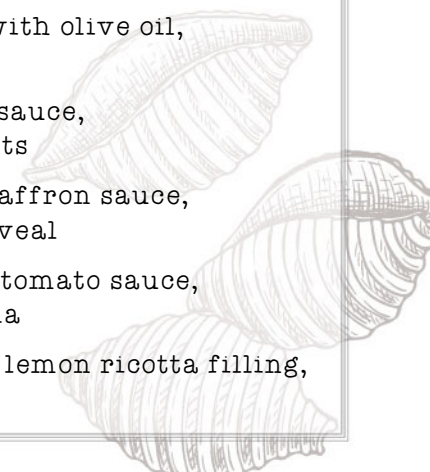 with olive oil,
sauce,
ts
affron sauce,
veal
tomato sauce,
a
lemon ricotta filling,